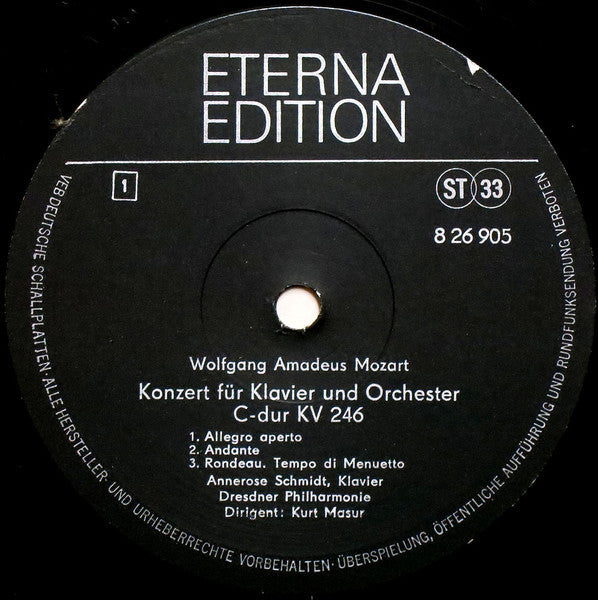 ETERNA
EDITION
1
ST 33
8 26 905
Wolfgang Amadeus Mozart
Konzert für Klavier und Orchester
C-dur KV 246
1. Allegro aperto
2. Andante
3. Rondeau. Tempo di Menuetto
Annerose Schmidt, Klavier
Dresdner Philharmonie
Dirigent: Kurt Masur
VEB DEUTSCHE SCHALLPLATTEN · ALLE HERSTELLER- UND URHEBERRECHTE VORBEHALTEN · ÜBERSPIELUNG, ÖFFENTLICHE AUFFÜHRUNG UND RUNDFUNKSENDUNG VERBOTEN